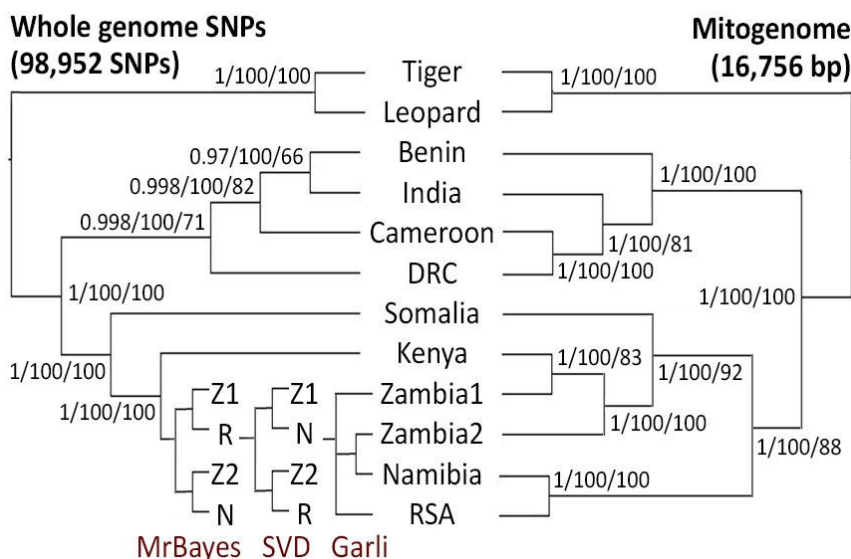 Whole genome SNPs
(98,952 SNPs)
Mitogenome
(16,756 bp)
1/100/100
Tiger
1/100/100
Leopard
0.97/100/66
Benin
1/100/100
0.998/100/82
India
0.998/100/71
Cameroon
1/100/81
DRC
1/100/100
1/100/100
1/100/100
Somalia
1/100/100
Kenya
1/100/83
1/100/92
1/100/100
Z1
Z1
Zambia1
1/100/100
R
N
Zambia2
1/100/88
Z2
Z2
Namibia
1/100/100
N
R
RSA
MrBayes SVD Garli